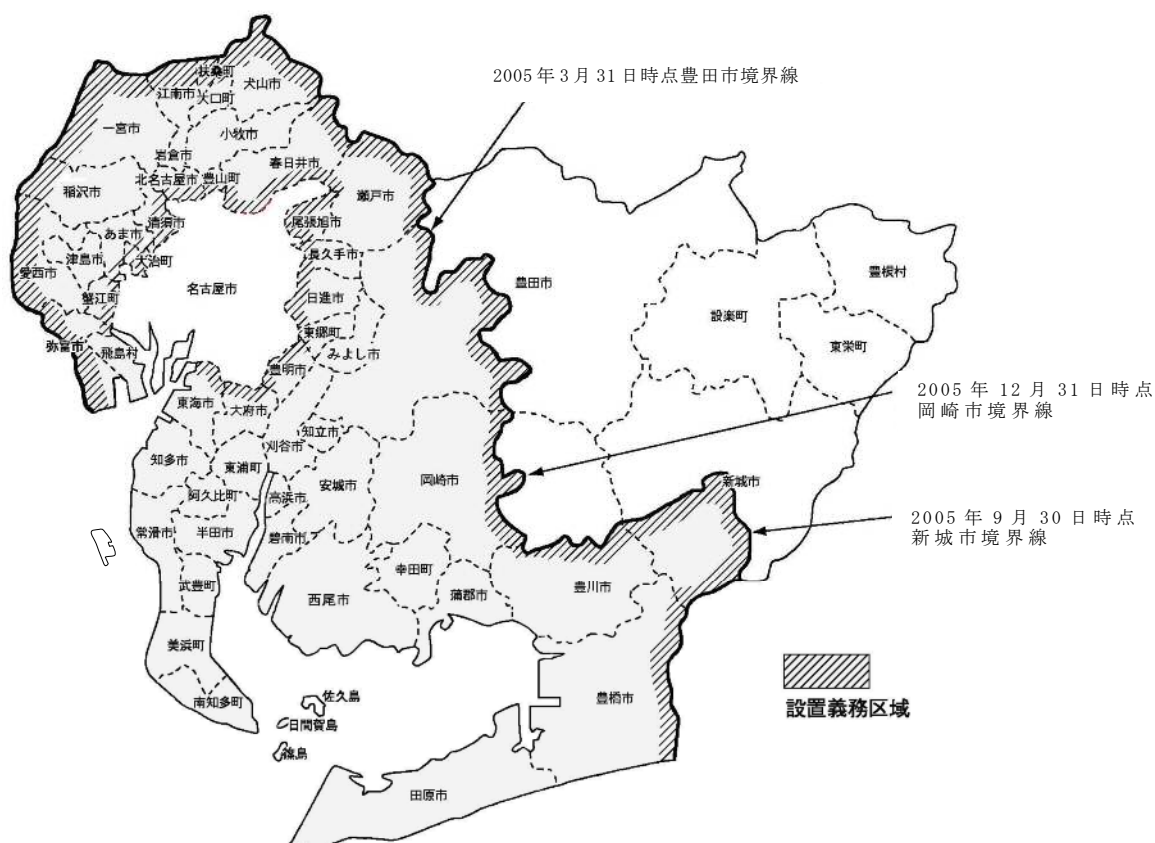 2005年3月31日時点豊田市境界線
扶桑町
犬山市
江南市
大口町
一宮市
小牧市
岩倉市
春日井市
北名古屋市
豊山町
瀬戸市
稲沢市
清須市
尾張旭市
あま市
長久手市
津島市
大治町
愛西市
名古屋市
日進市
蟹江町
東郷町
弥富市
飛島村
みよし市
豊明市
豊田市
設楽町
豊根村
東栄町
東海市
大府市
知立市
刈谷市
知多市
東浦町
安城市
岡崎市
2005年12月31日時点
岡崎市境界線
阿久比町
高浜市
新城市
常滑市
半田市
碧南市
2005年9月30日時点
新城市境界線
武豊町
幸田町
西尾市
蒲郡市
豊川市
美浜町
南知多町
佐久島
日間賀島
篠島
豊橋市
設置義務区域
田原市